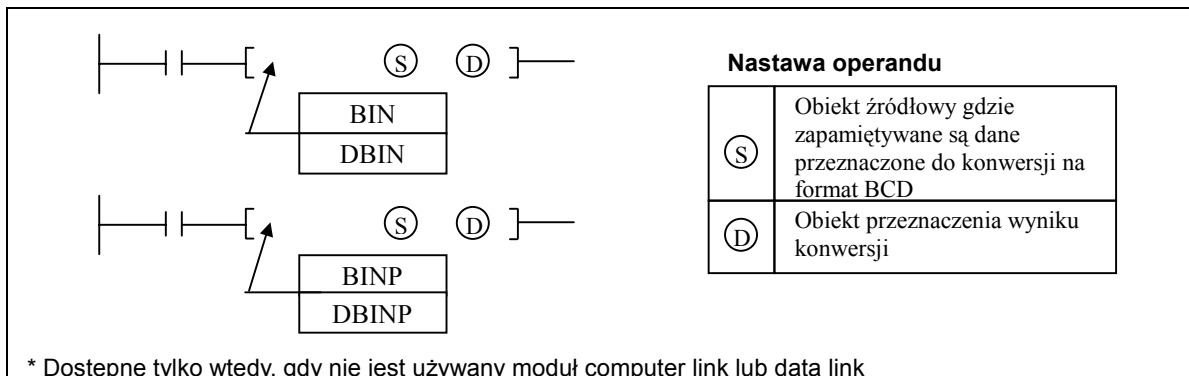 S D
BIN
DBIN
S D
BINP
DBINP
Nastawa operandu
S
Obiekt źródłowy gdzie
zapamiętywane są dane
przeznaczone do konwersji na
format BCD
D
Obiekt przeznaczenia wyniku
konwersji
* Dostępne tylko wtedy, gdy nie jest używany moduł computer link lub data link